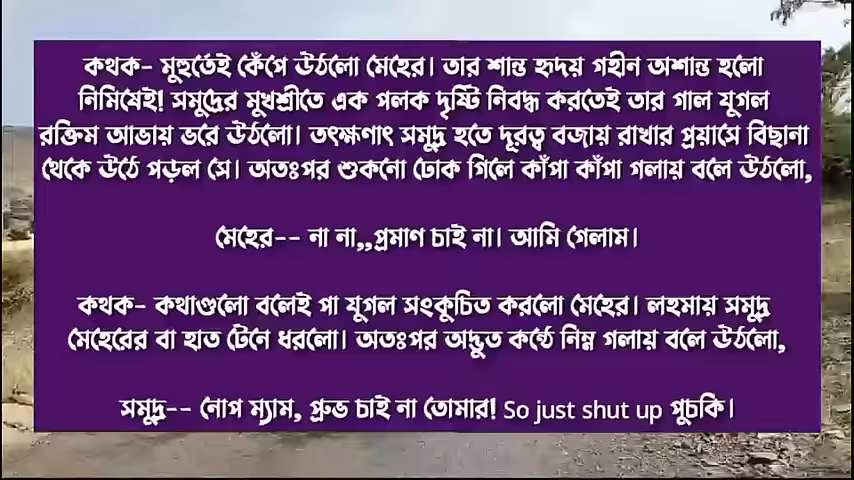 কথক- মুহুর্তেই কেঁপে উঠলো মেহের। তার শান্ত হৃদয় গহীন অশান্ত হলো
নিমিষেই! সমুদ্রের মুখশ্রীতে এক পলক দৃষ্টি নিবদ্ধ করতেই তার গাল যুগল
রক্তিম আভায় ভরে উঠলো। তৎক্ষণাৎ সমুদ্র হতে দূরত্ব বজায় রাখার প্রয়াসে বিছানা
থেকে উঠে পড়ল সে। অতঃপর শুকনো ঢোক গিলে কাঁপা কাঁপা গলায় বলে উঠলো,
মেহের-- না না,,প্রমাণ চাই না। আমি গেলাম।
কথক- কথাগুলো বলেই পা যুগল সংকুচিত করলো মেহের। লহমায় সমুদ্র
মেহেরের বা হাত টেনে ধরলো। অতঃপর অদ্ভুত কন্ঠে নিম্ন গলায় বলে উঠলো,
সমুদ্র-- নোপ ম্যাম, প্রুভ চাই না তোমার! So just shut up পুচকি।